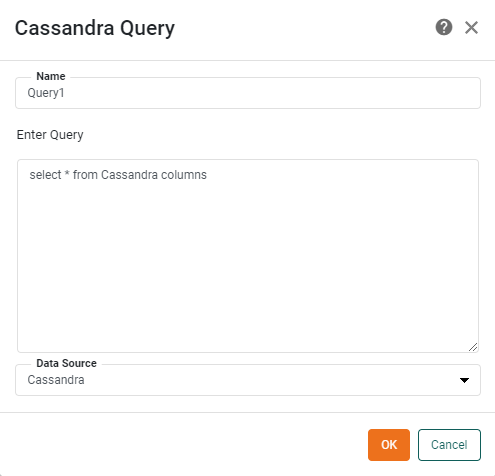 Cassandra Query
Name
Query1
Enter Query
select * from Cassandra columns
Data Source
Cassandra
OK
Cancel